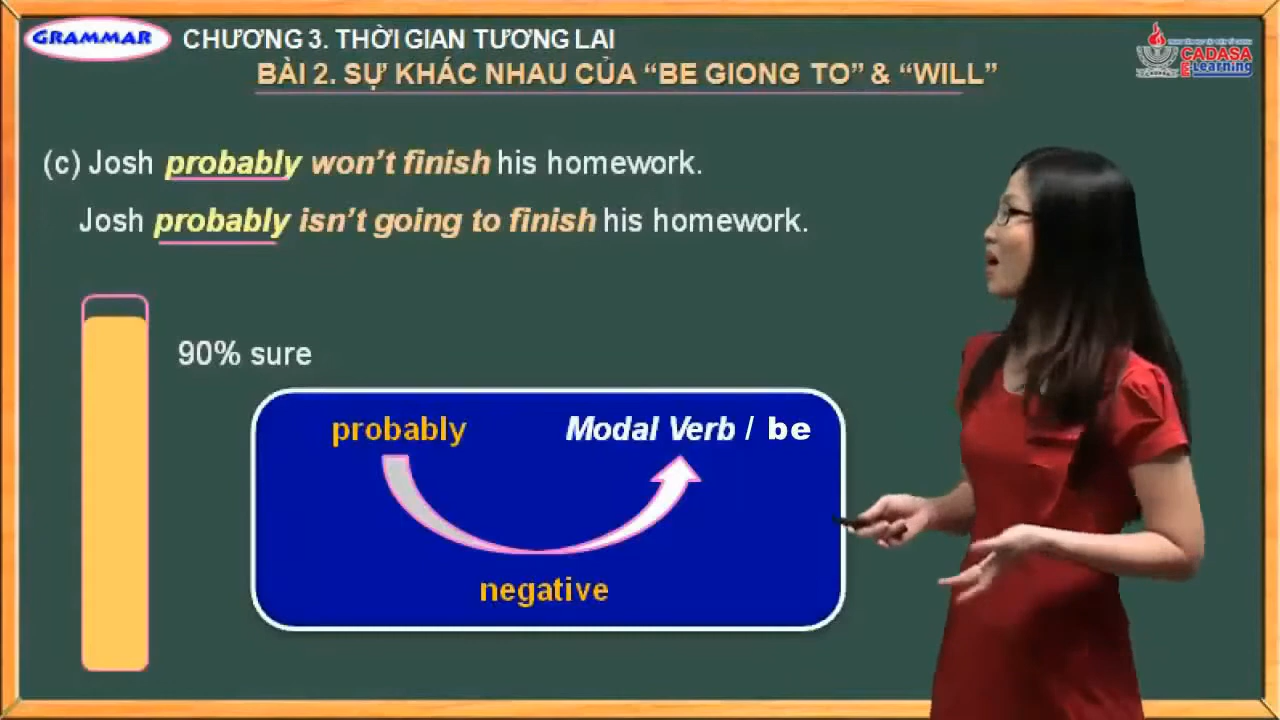 GRAMMAR
CHƯƠNG 3. THỜI GIAN TƯƠNG LAI
BÀI 2. SỰ KHÁC NHAU CỦA “BE GIONG TO” & “WILL”
CADASA
E Learning
(c) Josh probably won’t finish his homework.
Josh probably isn’t going to finish his homework.
90% sure
probably Modal Verb / be
negative